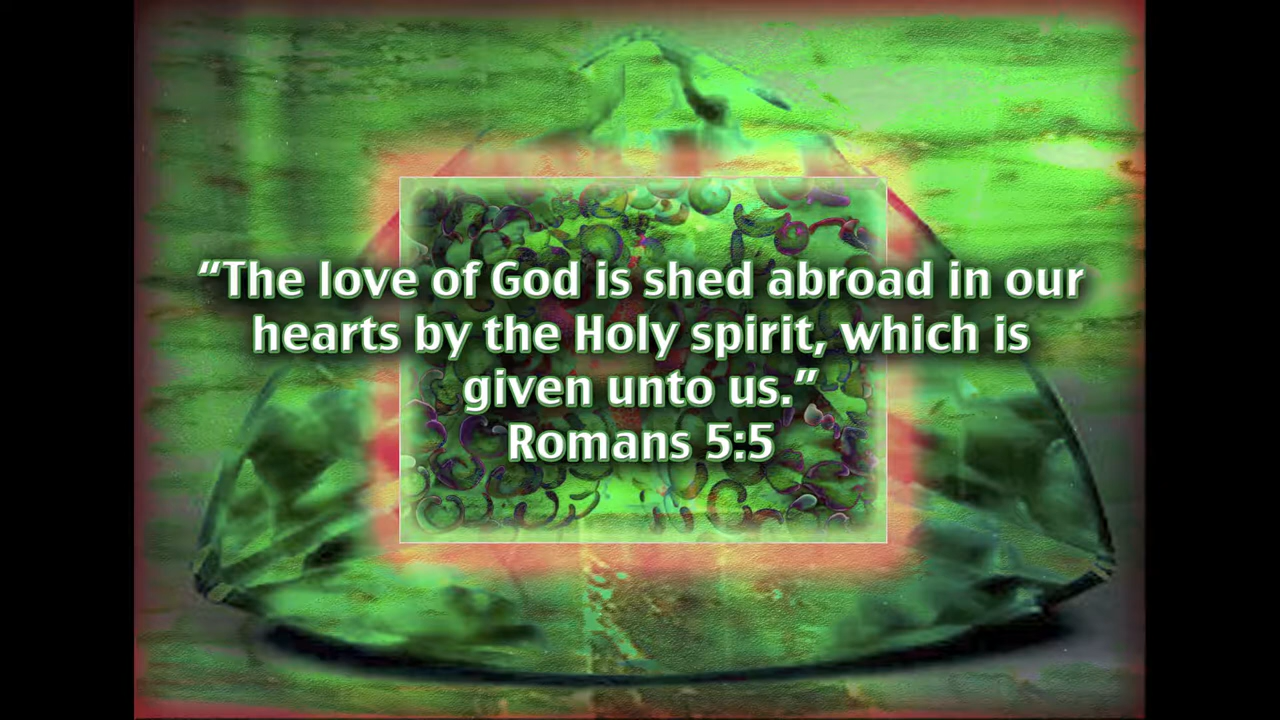 “The love of God is shed abroad in our
hearts by the Holy spirit, which is
given unto us.”
Romans 5:5